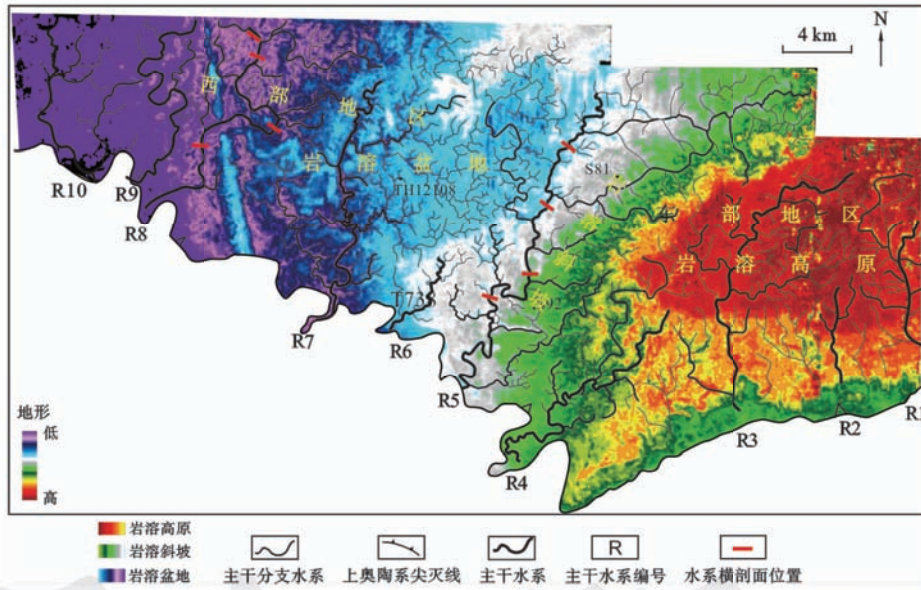 N
4 km
西部地区
岩溶盆地
TH12108
S81
部地区
岩溶高原
T738
R10
R9
R8
R7
R6
R5
R4
R3
R2
R1
地形
低
高
岩溶高原
岩溶斜坡
岩溶盆地
主干分支水系
上奥陶系尖灭线
主干水系
R
主干水系编号
水系横剖面位置